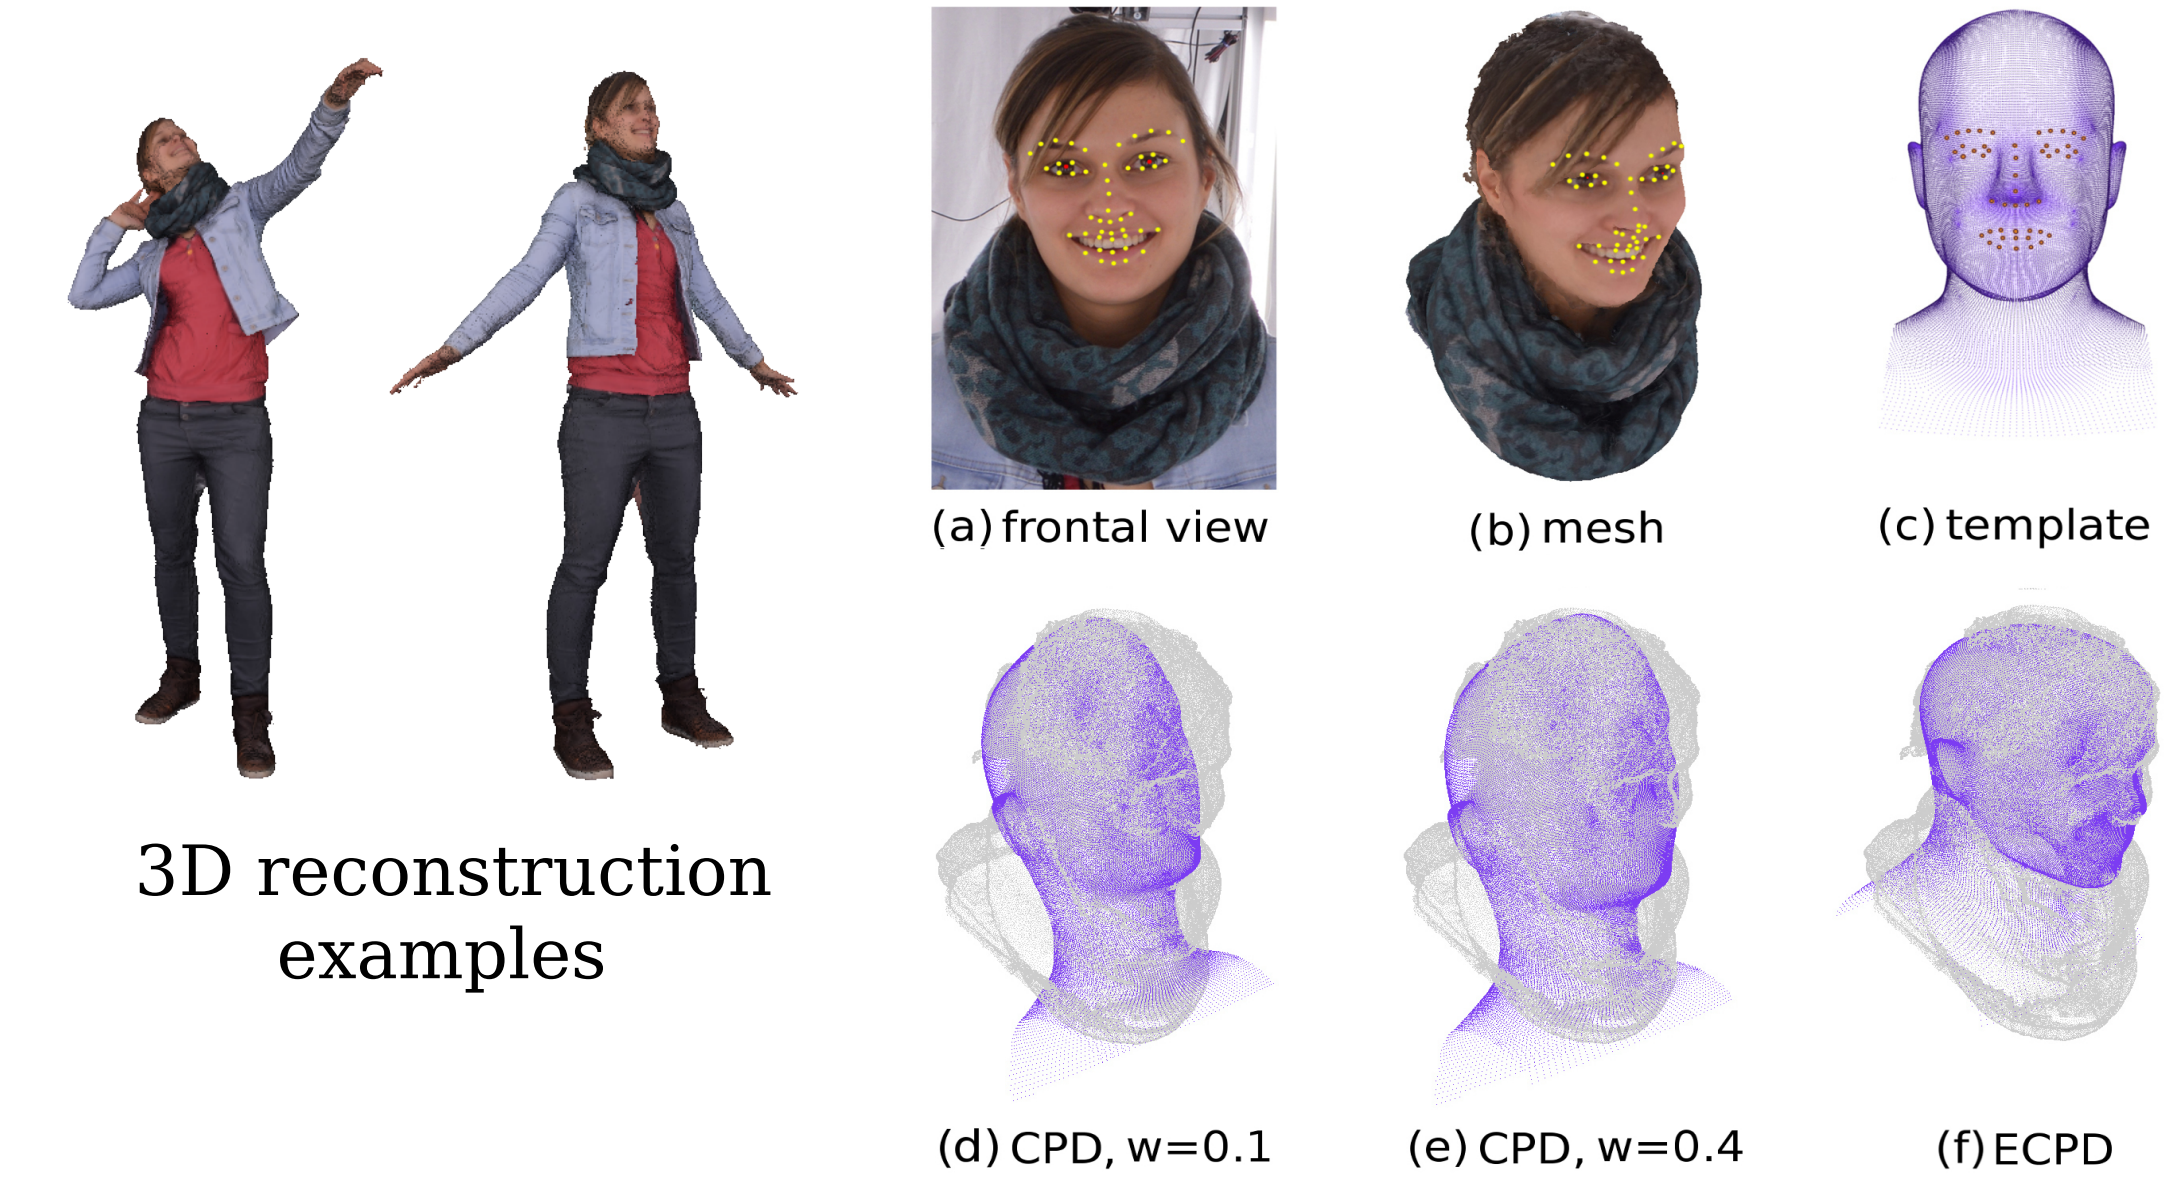 (a) frontal view
(b) mesh
(c) template
3D reconstruction
examples
(d) CPD, w=0.1
(e) CPD, w=0.4
(f) ECPD